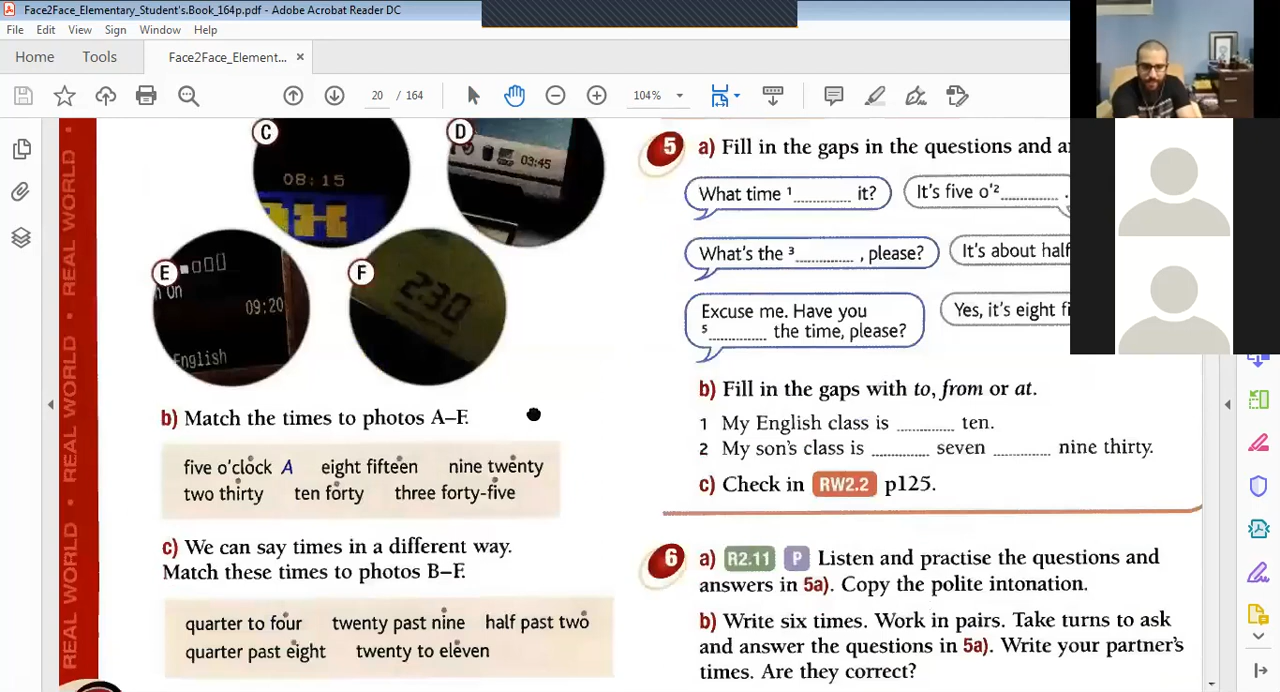 Face2Face_Elementary_Student's.Book_164p.pdf - Adobe Acrobat Reader DC
File Edit View Sign Window Help
Home Tools Face2Face_Element... ×
20 / 164 104%
REAL WORLD • REAL WORLD • REAL WORLD •
C D
08:15 03:45
E F
n On
09:20
English
2:30
b) Match the times to photos A–F.
five o'clock A eight fifteen nine twenty
two thirty ten forty three forty-five
c) We can say times in a different way.
Match these times to photos B–F.
quarter to four twenty past nine half past two
quarter past eight twenty to eleven
5 a) Fill in the gaps in the questions and a
What time 1 .......... it? It's five o'2 .......... .
What's the 3 .......... , please? It's about half
Excuse me. Have you
5 .......... the time, please?
Yes, it's eight fi
b) Fill in the gaps with to, from or at.
1 My English class is .......... ten.
2 My son's class is .......... seven .......... nine thirty.
c) Check in RW2.2 p125.
6 a) R2.11 P Listen and practise the questions and
answers in 5a). Copy the polite intonation.
b) Write six times. Work in pairs. Take turns to ask
and answer the questions in 5a). Write your partner's
times. Are they correct?